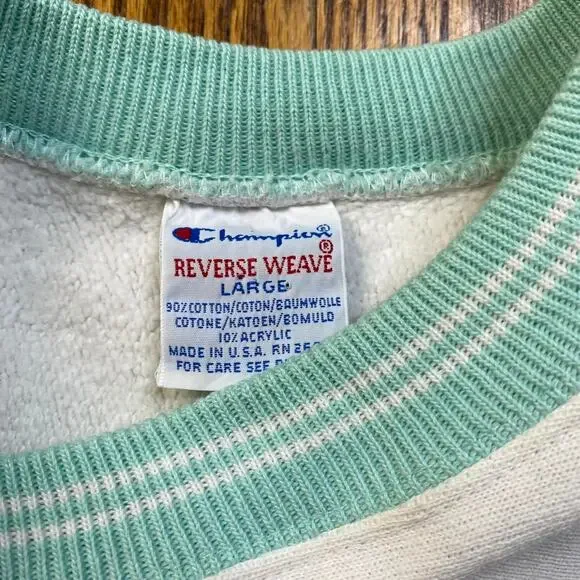 Champion®
REVERSE WEAVE®
LARGE
90% COTTON/COTON/BAUMWOLLE
COTONE/KATOEN/BOMULD
10% ACRYLIC
MADE IN U.S.A. RN
FOR CARE SEE